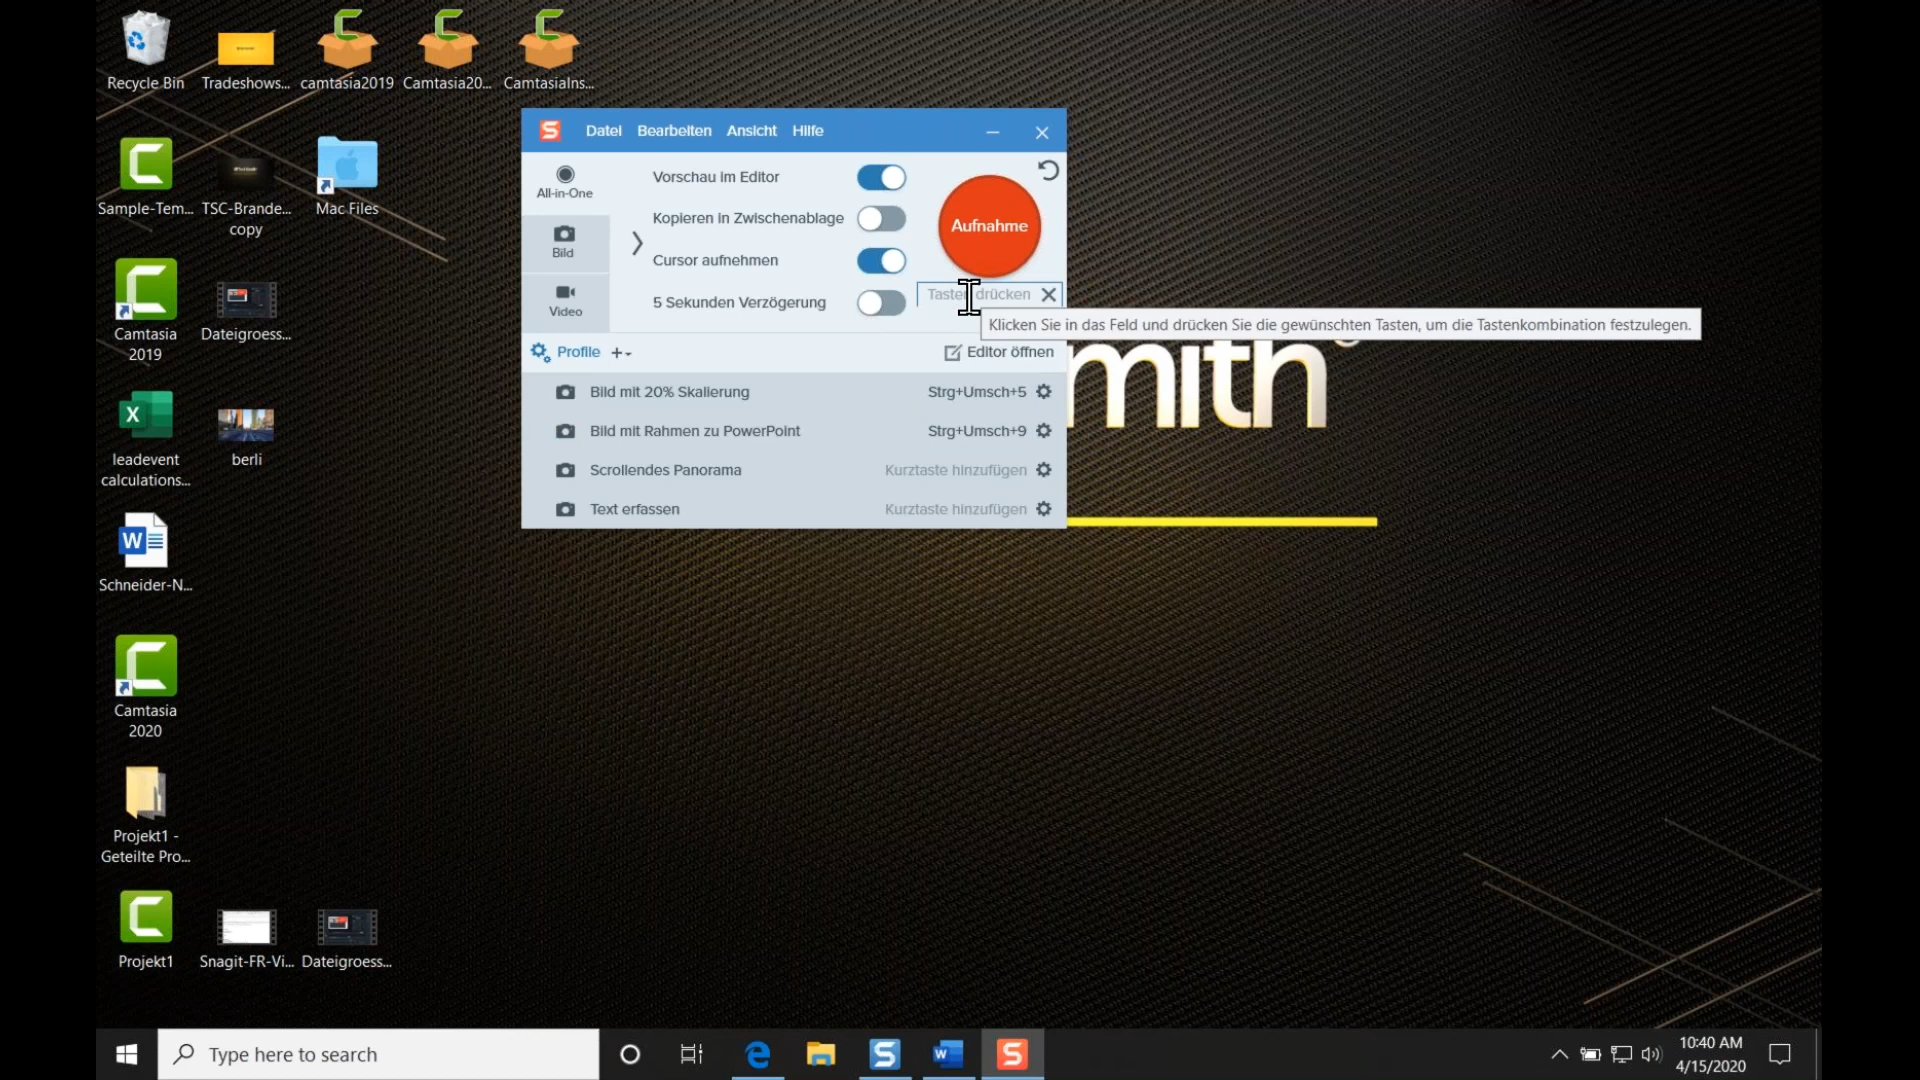 Recycle Bin
Tradeshows...
camtasia2019
Camtasia20...
CamtasiaIns...
Sample-Tem...
TSC-Brande...
copy
Mac Files
Camtasia
2019
Dateigroess...
leadevent
calculations...
berli
Schneider-N...
Camtasia
2020
Projekt1 -
Geteilte Pro...
Projekt1
Snagit-FR-Vi...
Dateigroess...
Datei Bearbeiten Ansicht Hilfe
All-in-One
Bild
Video
Vorschau im Editor
Kopieren in Zwischenablage
Cursor aufnehmen
5 Sekunden Verzögerung
Aufnahme
Tasten drücken
Klicken Sie in das Feld und drücken Sie die gewünschten Tasten, um die Tastenkombination festzulegen.
Profile
Editor öffnen
Bild mit 20% Skalierung Strg+Umsch+5
Bild mit Rahmen zu PowerPoint Strg+Umsch+9
Scrollendes Panorama Kurztaste hinzufügen
Text erfassen Kurztaste hinzufügen
mith
Type here to search
10:40 AM
4/15/2020